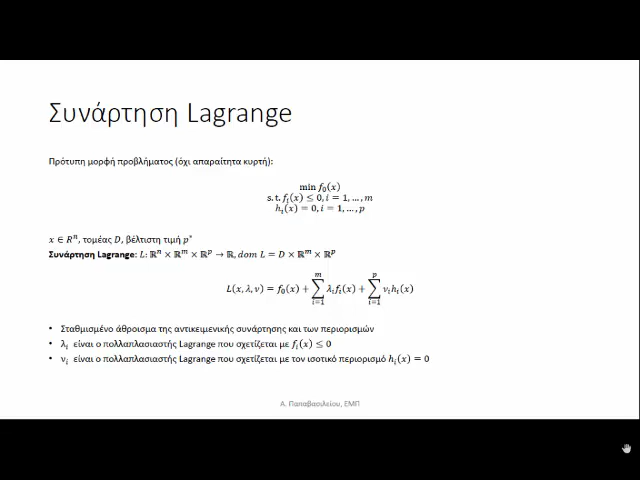 Συνάρτηση Lagrange
Πρότυπη μορφή προβλήματος (όχι απαραίτητα κυρτή):
min f₀(x)
s.t. fᵢ(x) ≤ 0, i = 1, ..., m
hᵢ(x) = 0, i = 1, ..., p
x ∈ Rⁿ, τομέας D, βέλτιστη τιμή p*
Συνάρτηση Lagrange: L: ℝⁿ × ℝᵐ × ℝᵖ → ℝ, dom L = D × ℝᵐ × ℝᵖ
L(x, λ, ν) = f₀(x) + ∑ᵢ₌₁ᵐ λᵢfᵢ(x) + ∑ᵢ₌₁ᵖ νᵢhᵢ(x)
• Σταθμισμένο άθροισμα της αντικειμενικής συνάρτησης και των περιορισμών
• λᵢ είναι ο πολλαπλασιαστής Lagrange που σχετίζεται με fᵢ(x) ≤ 0
• νᵢ είναι ο πολλαπλασιαστής Lagrange που σχετίζεται με τον ισοτικό περιορισμό hᵢ(x) = 0
Α. Παπαβασιλείου, ΕΜΠ